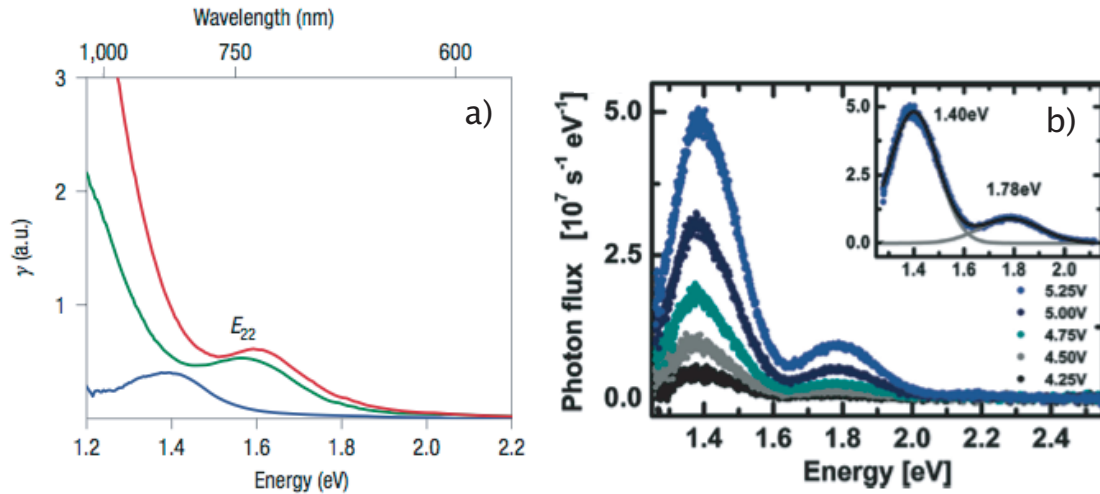 Wavelength (nm)
1,000 750 600
3
2
1
γ (a.u.)
a)
E22
1.2 1.4 1.6 1.8 2.0 2.2
Energy (eV)
5.0
2.5
0.0
Photon flux [10⁷ s⁻¹ eV⁻¹]
b)
5.0
2.5
0.0
1.40eV
1.78eV
1.4 1.6 1.8 2.0
5.25V
5.00V
4.75V
4.50V
4.25V
1.4 1.6 1.8 2.0 2.2 2.4
Energy [eV]